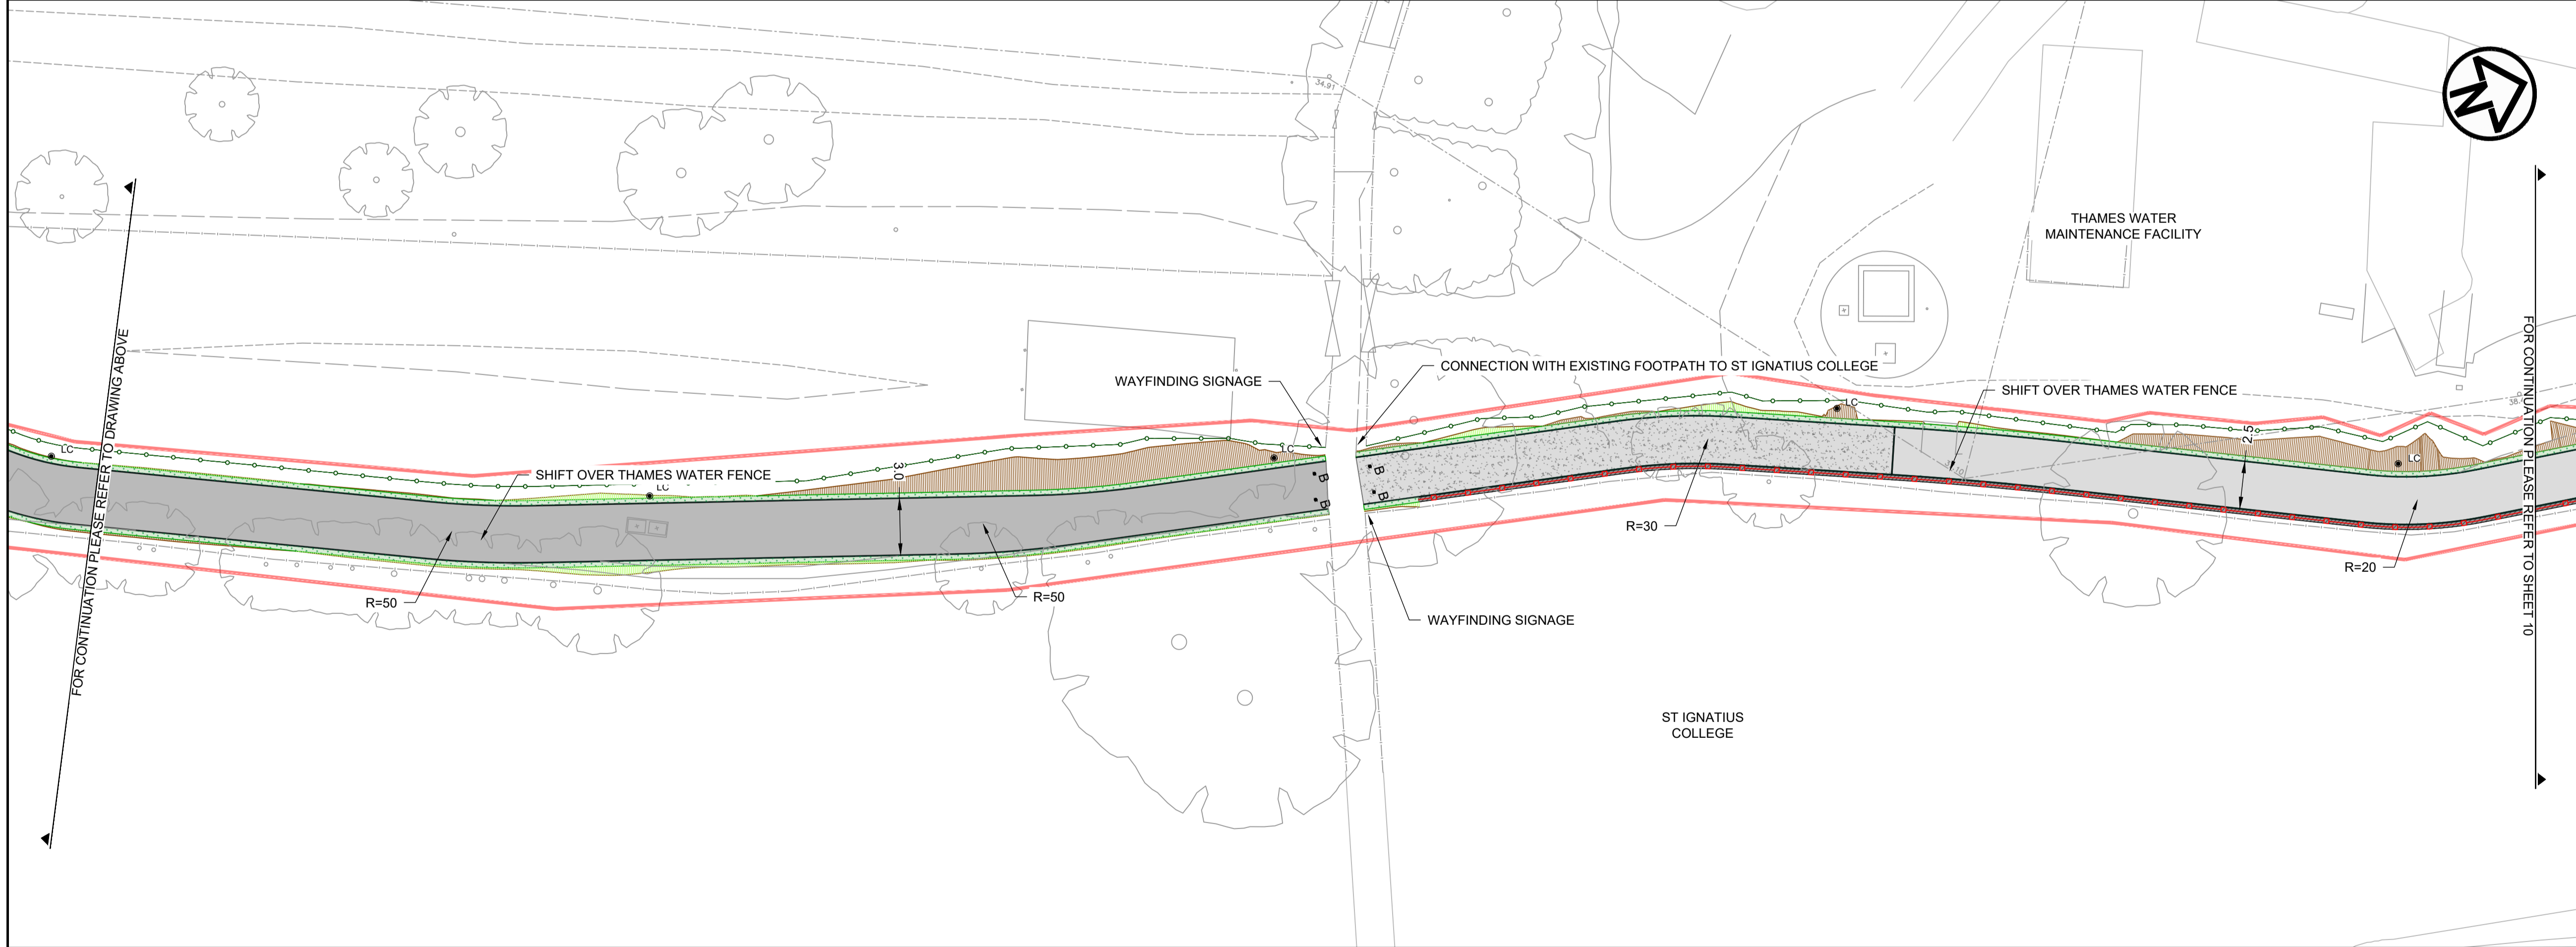 N
34.91
THAMES WATER
MAINTENANCE FACILITY
FOR CONTINUATION PLEASE REFER TO DRAWING ABOVE
FOR CONTINUATION PLEASE REFER TO SHEET 10
CONNECTION WITH EXISTING FOOTPATH TO ST IGNATIUS COLLEGE
WAYFINDING SIGNAGE
SHIFT OVER THAMES WATER FENCE
LC
2.5
LC
LC
SHIFT OVER THAMES WATER FENCE
3.0
LC
LC
B
B
B
B
R=30
R=20
R=50
R=50
WAYFINDING SIGNAGE
ST IGNATIUS
COLLEGE